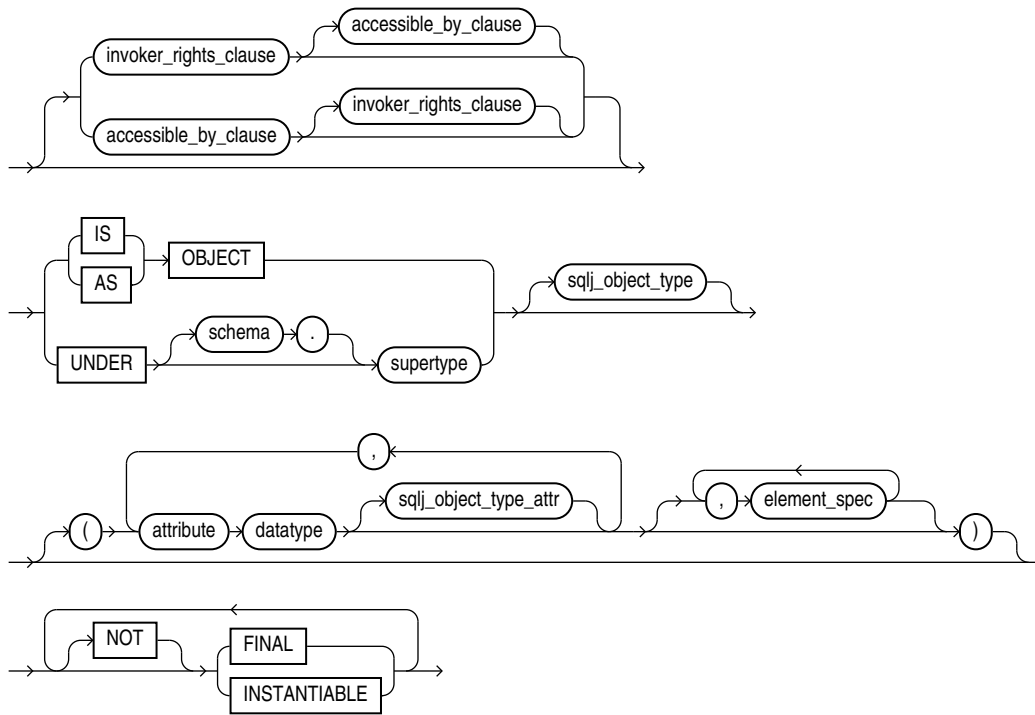 accessible_by_clause
invoker_rights_clause
invoker_rights_clause
accessible_by_clause
IS
OBJECT
AS
sqlj_object_type
schema .
UNDER supertype
,
sqlj_object_type_attr , element_spec
( attribute datatype )
NOT FINAL
INSTANTIABLE